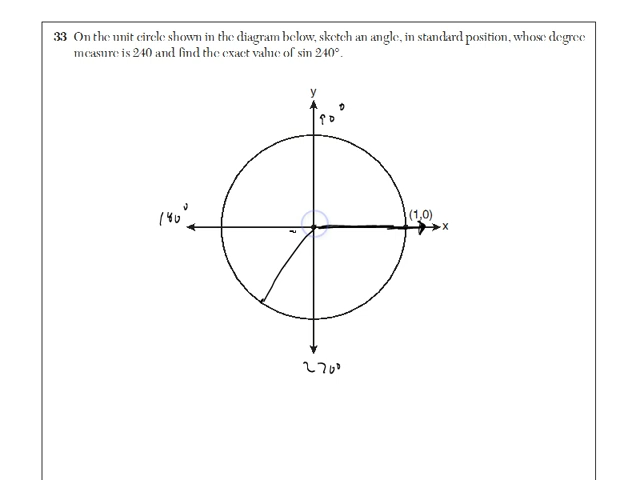 33 On the unit circle shown in the diagram below, sketch an angle, in standard position, whose degree
measure is 240 and find the exact value of sin 240°.
y
90°
180°
(1,0)
x
270°